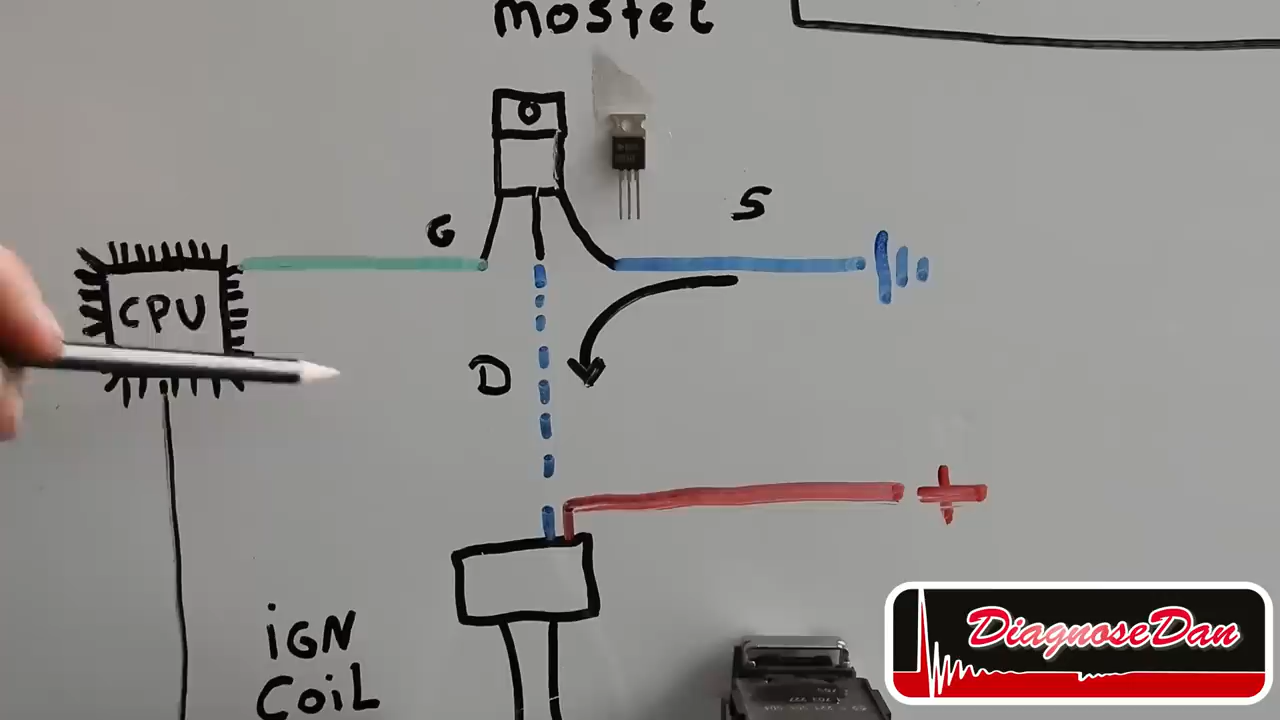 mosfet
S
G
CPU
D
+
iGN
CoiL
DiagnoseDan